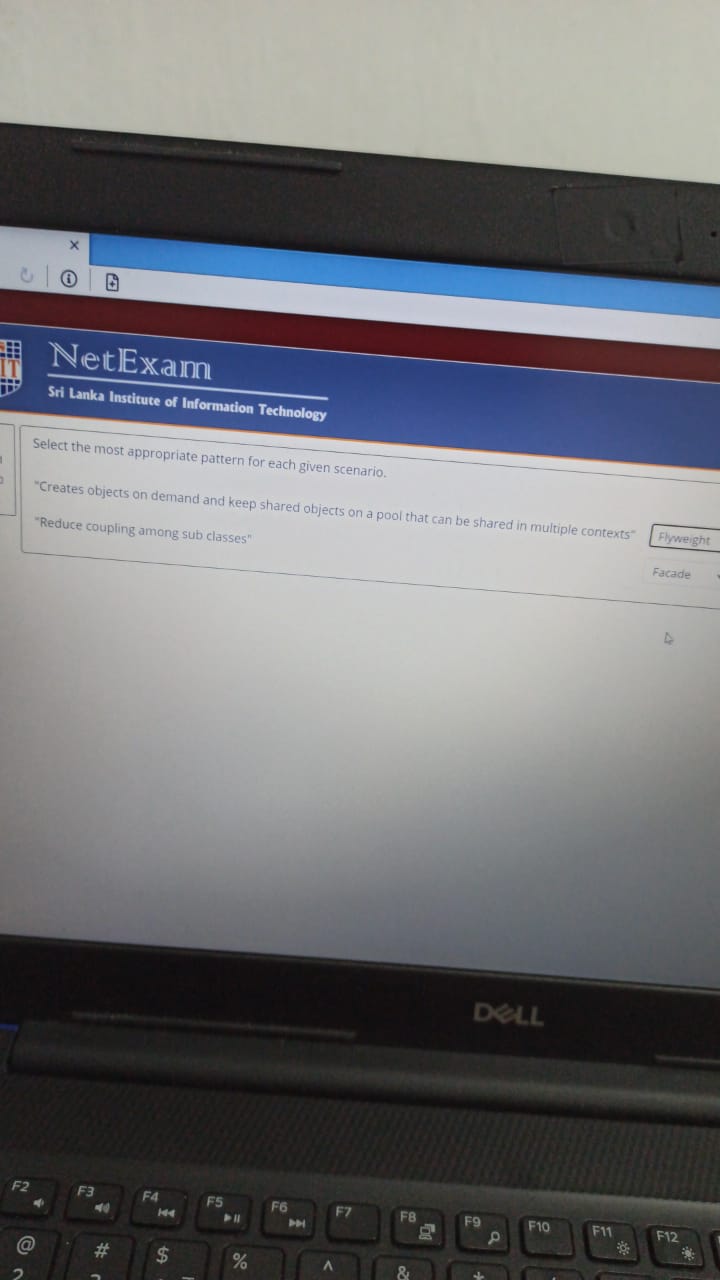 NetExam
Sri Lanka Institute of Information Technology
Select the most appropriate pattern for each given scenario.
"Creates objects on demand and keep shared objects on a pool that can be shared in multiple contexts" Flyweight
"Reduce coupling among sub classes" Facade
DELL
F2 F3 F4 F5 F6 F7 F8 F9 F10 F11 F12
@ # $ % ^ &